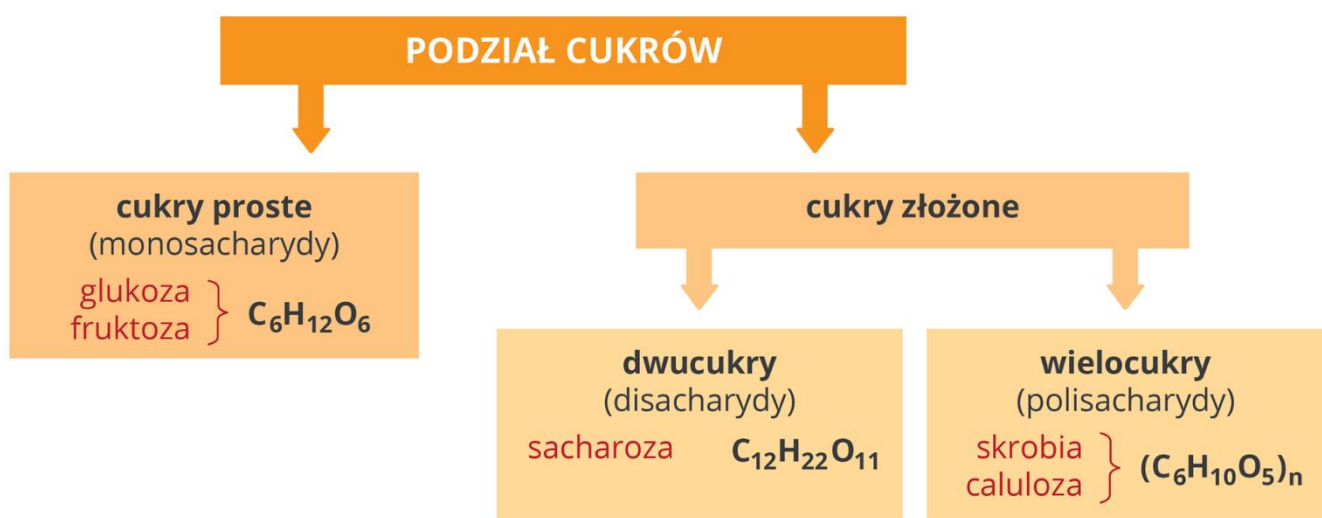 PODZIAŁ CUKRÓW
cukry proste
(monosacharydy)
glukoza
fruktoza
C₆H₁₂O₆
cukry złożone
dwucukry
(disacharydy)
sacharoza C₁₂H₂₂O₁₁
wielocukry
(polisacharydy)
skrobia
caluloza
(C₆H₁₀O₅)ₙ